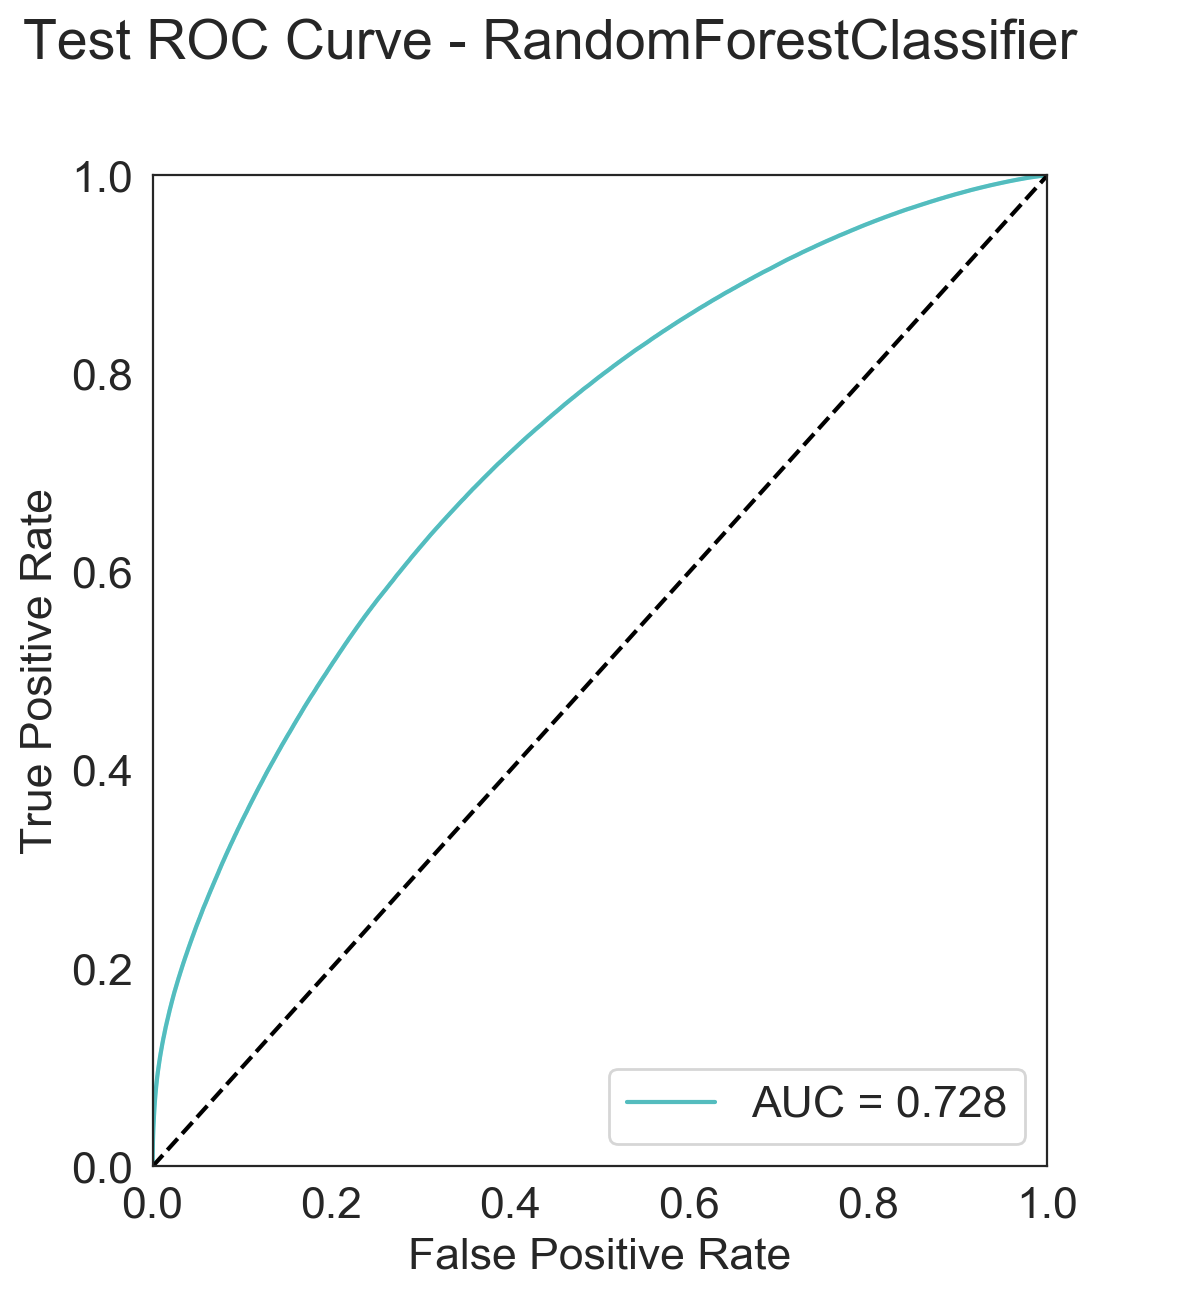 Test ROC Curve - RandomForestClassifier
1.0
0.8
0.6
0.4
0.2
0.0
True Positive Rate
AUC = 0.728
0.0 0.2 0.4 0.6 0.8 1.0
False Positive Rate